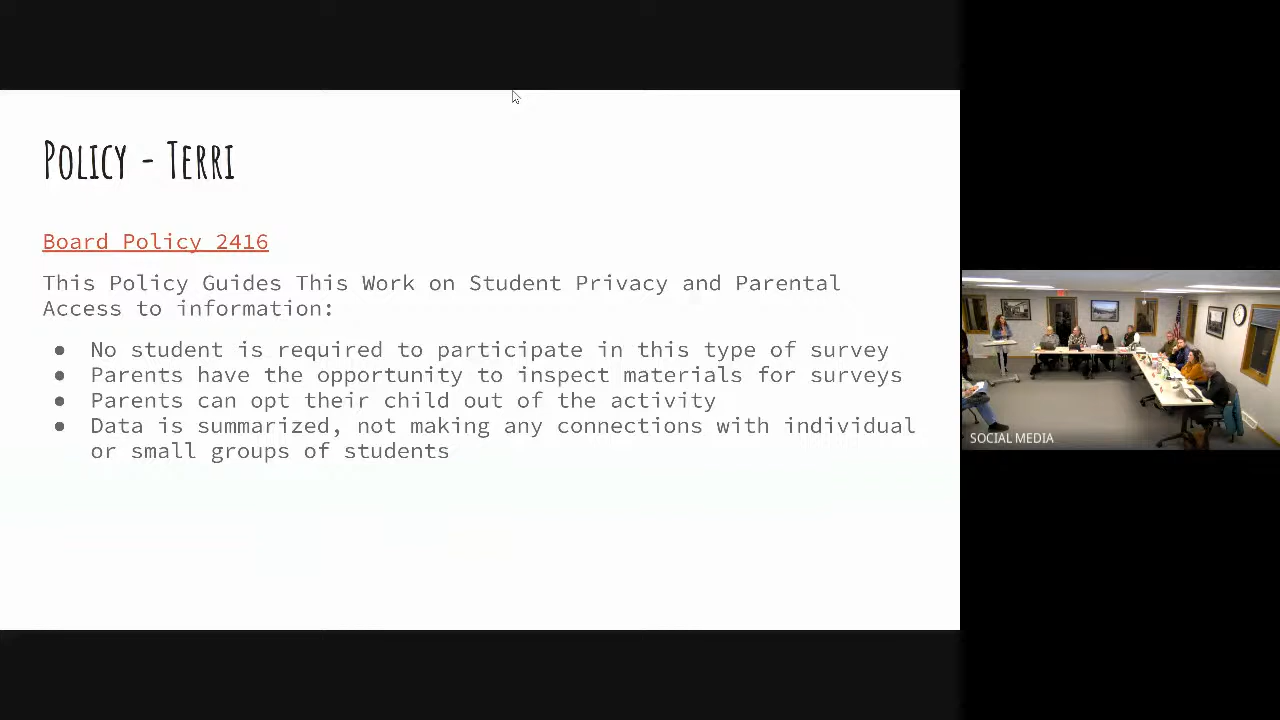 Policy - Terri
Board Policy 2416
This Policy Guides This Work on Student Privacy and Parental
Access to information:
● No student is required to participate in this type of survey
● Parents have the opportunity to inspect materials for surveys
● Parents can opt their child out of the activity
● Data is summarized, not making any connections with individual
or small groups of students
SOCIAL MEDIA